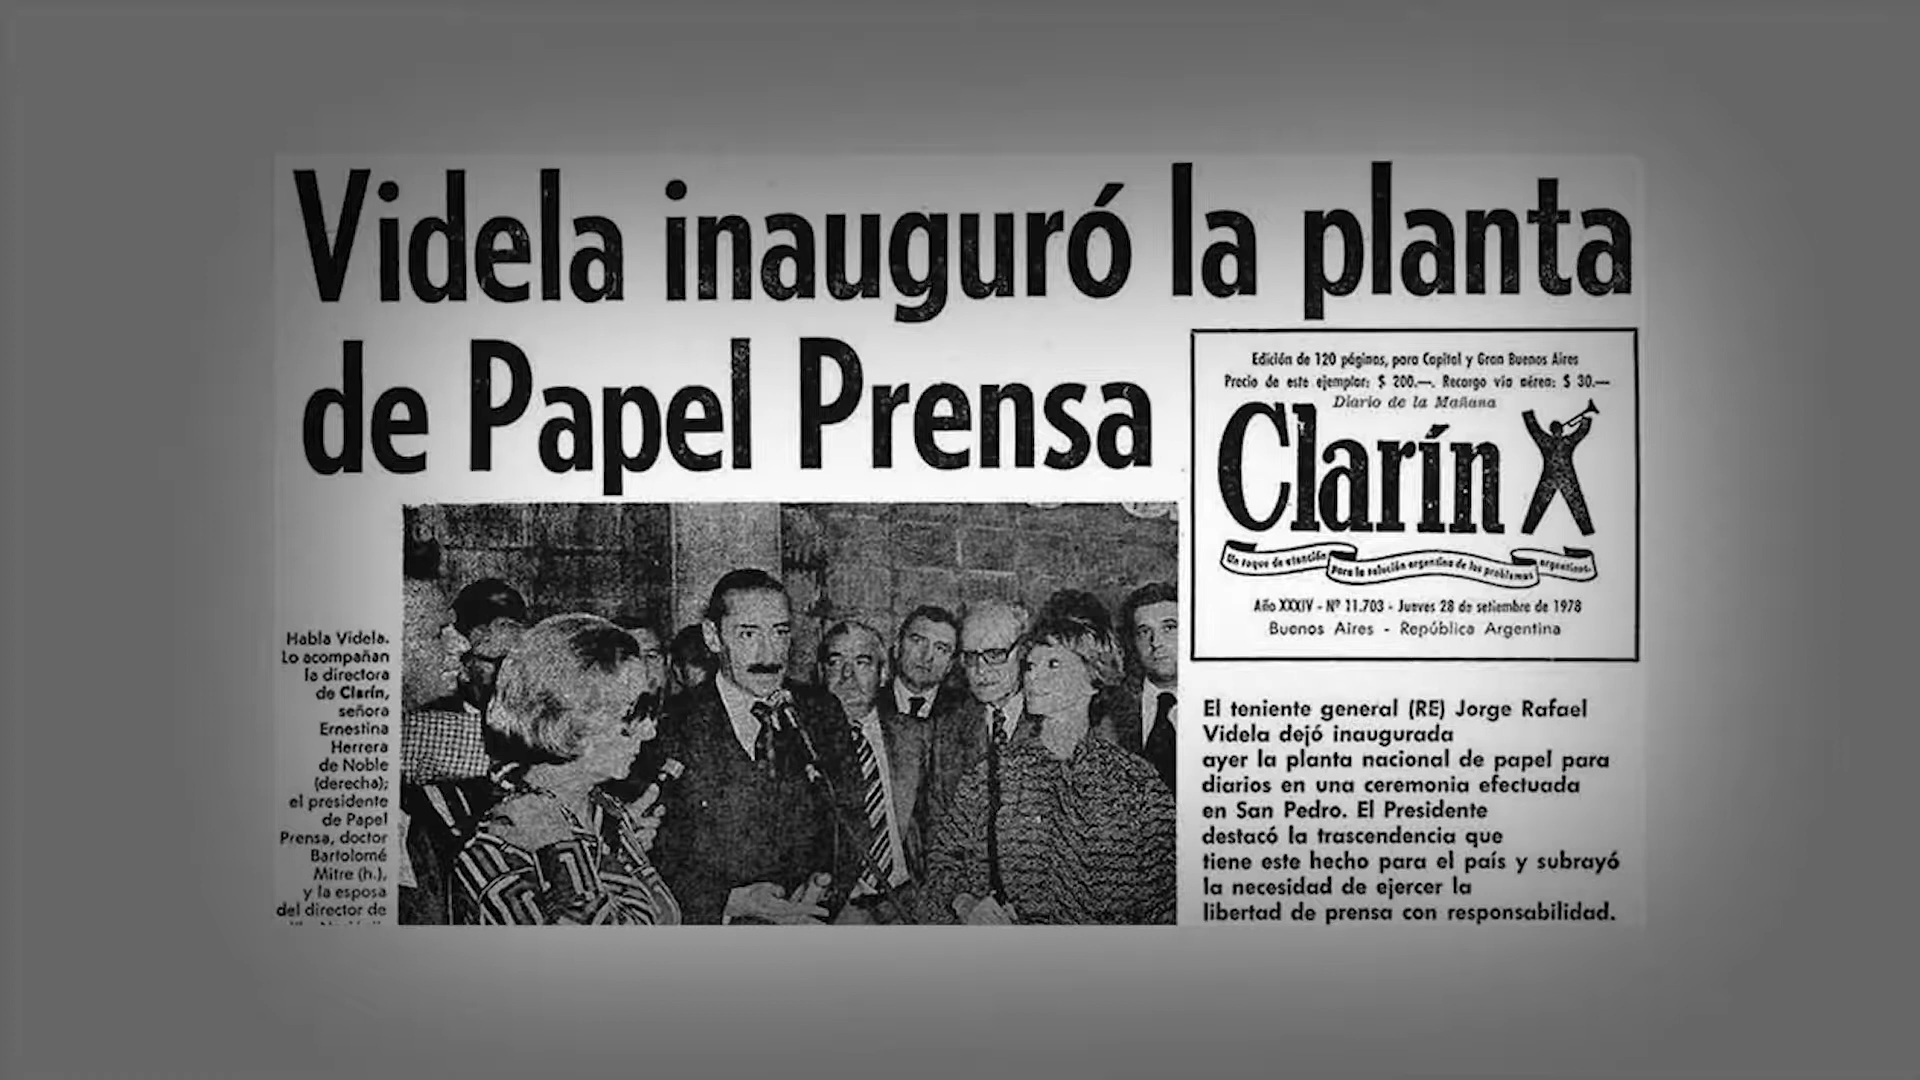 Videla inauguró la planta
de Papel Prensa
Edición de 120 páginas, para Capital y Gran Buenos Aires
Precio de este ejemplar: $ 200.—. Recargo vía aérea: $ 30.—
Diario de la Mañana
Clarín
Un toque de atención para la solución argentina de los problemas argentinos.
Año XXXIV - Nº 11.703 - Jueves 28 de setiembre de 1978
Buenos Aires - República Argentina
Habla Videla.
Lo acompañan
la directora
de Clarín,
señora
Ernestina
Herrera
de Noble
(derecha);
el presidente
de Papel
Prensa, doctor
Bartolomé
Mitre (h.),
y la esposa
del director de
El teniente general (RE) Jorge Rafael
Videla dejó inaugurada
ayer la planta nacional de papel para
diarios en una ceremonia efectuada
en San Pedro. El Presidente
destacó la trascendencia que
tiene este hecho para el país y subrayó
la necesidad de ejercer la
libertad de prensa con responsabilidad.